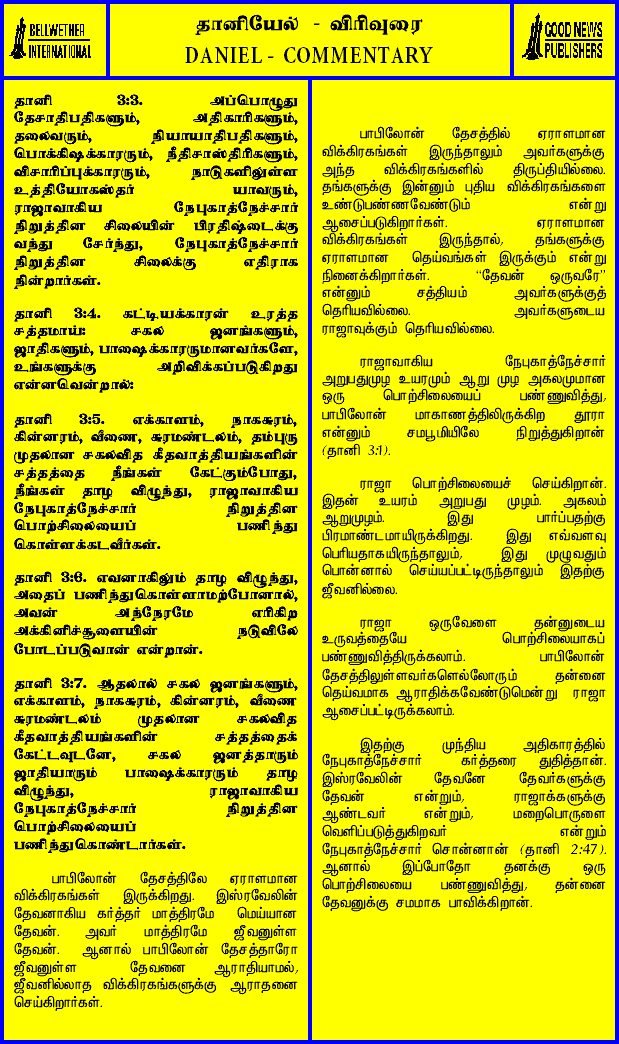 BELLWETHER
INTERNATIONAL
தானியேல் - விரிவுரை
DANIEL - COMMENTARY
GOOD NEWS
PUBLISHERS
தானி 3:3. அப்பொழுது
தேசாதிபதிகளும், அதிகாரிகளும்,
தலைவரும், நியாயாதிபதிகளும்,
பொக்கிஷக்காரரும், நீதிசாஸ்திரிகளும்,
விசாரிப்புக்காரரும், நாடுகளிலுள்ள
உத்தியோகஸ்தர் யாவரும்,
ராஜாவாகிய நேபுகாத்நேச்சார்
நிறுத்தின சிலையின் பிரதிஷ்டைக்கு
வந்து சேர்ந்து, நேபுகாத்நேச்சார்
நிறுத்தின சிலைக்கு எதிராக
நின்றார்கள்.
தானி 3:4. கட்டியக்காரன் உரத்த
சத்தமாய்: சகல ஜனங்களும்,
ஜாதிகளும், பாஷைக்காரருமானவர்களே,
உங்களுக்கு அறிவிக்கப்படுகிறது
என்னவென்றால்:
தானி 3:5. எக்காளம், நாகசுரம்,
கின்னரம், வீணை, சுரமண்டலம், தம்புரு
முதலான சகலவித கீதவாத்தியங்களின்
சத்தத்தை நீங்கள் கேட்கும்போது,
நீங்கள் தாழ விழுந்து, ராஜாவாகிய
நேபுகாத்நேச்சார் நிறுத்தின
பொற்சிலையைப் பணிந்து
கொள்ளக்கடவீர்கள்.
தானி 3:6. எவனாகிலும் தாழ விழுந்து,
அதைப் பணிந்துகொள்ளாமற்போனால்,
அவன் அந்நேரமே எரிகிற
அக்கினிச்சூளையின் நடுவிலே
போடப்படுவான் என்றான்.
தானி 3:7. ஆதலால் சகல ஜனங்களும்,
எக்காளம், நாகசுரம், கின்னரம், வீணை
சுரமண்டலம் முதலான சகலவித
கீதவாத்தியங்களின் சத்தத்தைக்
கேட்டவுடனே, சகல ஜனத்தாரும்
ஜாதியாரும் பாஷைக்காரரும் தாழ
விழுந்து, ராஜாவாகிய
நேபுகாத்நேச்சார் நிறுத்தின
பொற்சிலையைப்
பணிந்துகொண்டார்கள்.
பாபிலோன் தேசத்திலே ஏராளமான
விக்கிரகங்கள் இருக்கிறது. இஸ்ரவேலின்
தேவனாகிய கர்த்தர் மாத்திரமே மெய்யான
தேவன். அவர் மாத்திரமே ஜீவனுள்ள
தேவன். ஆனால் பாபிலோன் தேசத்தாரோ
ஜீவனுள்ள தேவனை ஆராதியாமல்,
ஜீவனில்லாத விக்கிரகங்களுக்கு ஆராதனை
செய்கிறார்கள்.
பாபிலோன் தேசத்தில் ஏராளமான
விக்கிரகங்கள் இருந்தாலும் அவர்களுக்கு
அந்த விக்கிரகங்களில் திருப்தியில்லை.
தங்களுக்கு இன்னும் புதிய விக்கிரகங்களை
உண்டுபண்ணவேண்டும் என்று
ஆசைப்படுகிறார்கள். ஏராளமான
விக்கிரகங்கள் இருந்தால், தங்களுக்கு
ஏராளமான தெய்வங்கள் இருக்கும் என்று
நினைக்கிறார்கள். “தேவன் ஒருவரே”
என்னும் சத்தியம் அவர்களுக்குத்
தெரியவில்லை. அவர்களுடைய
ராஜாவுக்கும் தெரியவில்லை.
ராஜாவாகிய நேபுகாத்நேச்சார்
அறுபதுமுழ உயரமும் ஆறு முழ அகலமுமான
ஒரு பொற்சிலையைப் பண்ணுவித்து,
பாபிலோன் மாகாணத்திலிருக்கிற தூரா
என்னும் சமபூமியிலே நிறுத்துகிறான்
(தானி 3:1).
ராஜா பொற்சிலையைச் செய்கிறான்.
இதன் உயரம் அறுபது முழம். அகலம்
ஆறுமுழம். இது பார்ப்பதற்கு
பிரமாண்டமாயிருக்கிறது. இது எவ்வளவு
பெரியதாகயிருந்தாலும், இது முழுவதும்
பொன்னால் செய்யப்பட்டிருந்தாலும் இதற்கு
ஜீவனில்லை.
ராஜா ஒருவேளை தன்னுடைய
உருவத்தையே பொற்சிலையாகப்
பண்ணுவித்திருக்கலாம். பாபிலோன்
தேசத்திலுள்ளவர்களெல்லோரும் தன்னை
தெய்வமாக ஆராதிக்கவேண்டுமென்று ராஜா
ஆசைப்பட்டிருக்கலாம்.
இதற்கு முந்திய அதிகாரத்தில்
நேபுகாத்நேச்சார் கர்த்தரை துதித்தான்.
இஸ்ரவேலின் தேவனே தேவர்களுக்கு
தேவன் என்றும், ராஜாக்களுக்கு
ஆண்டவர் என்றும், மறைபொருளை
வெளிப்படுத்துகிறவர் என்றும்
நேபுகாத்நேச்சார் சொன்னான் (தானி 2:47).
ஆனால் இப்போதோ தனக்கு ஒரு
பொற்சிலையை பண்ணுவித்து, தன்னை
தேவனுக்கு சமமாக பாவிக்கிறான்.